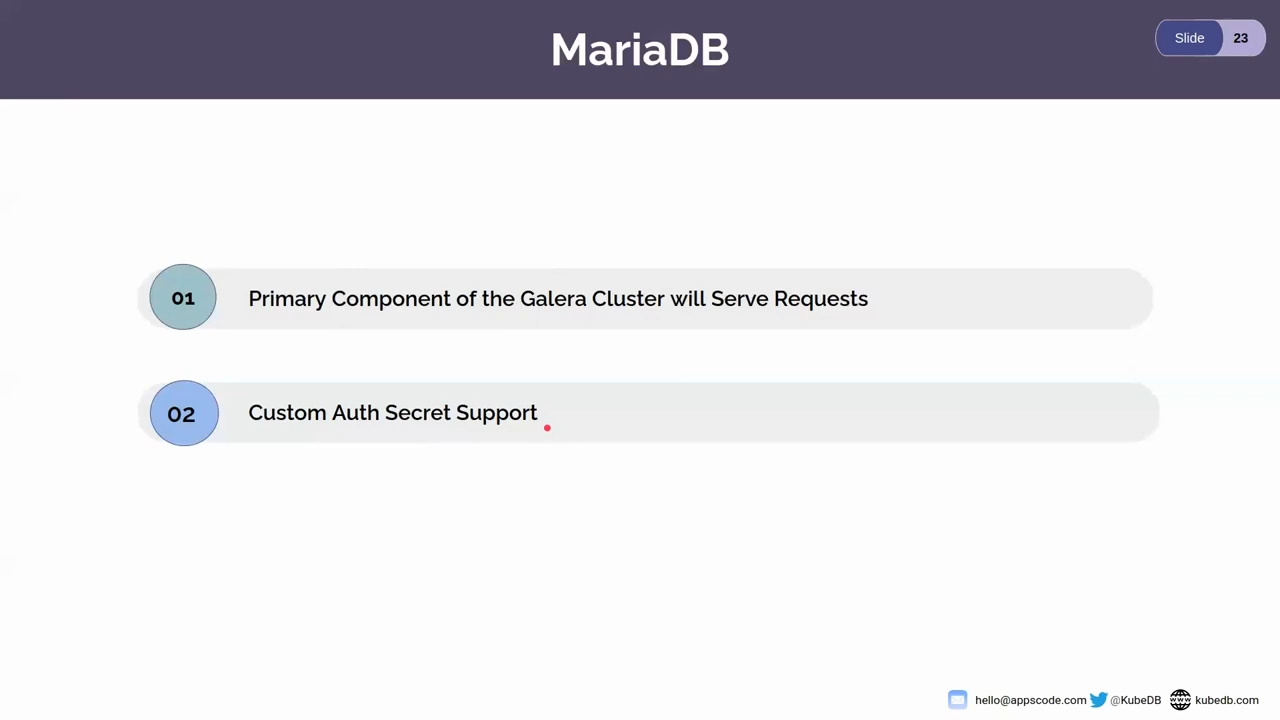 MariaDB
Slide 23
01 Primary Component of the Galera Cluster will Serve Requests
02 Custom Auth Secret Support
hello@appscode.com @KubeDB kubedb.com